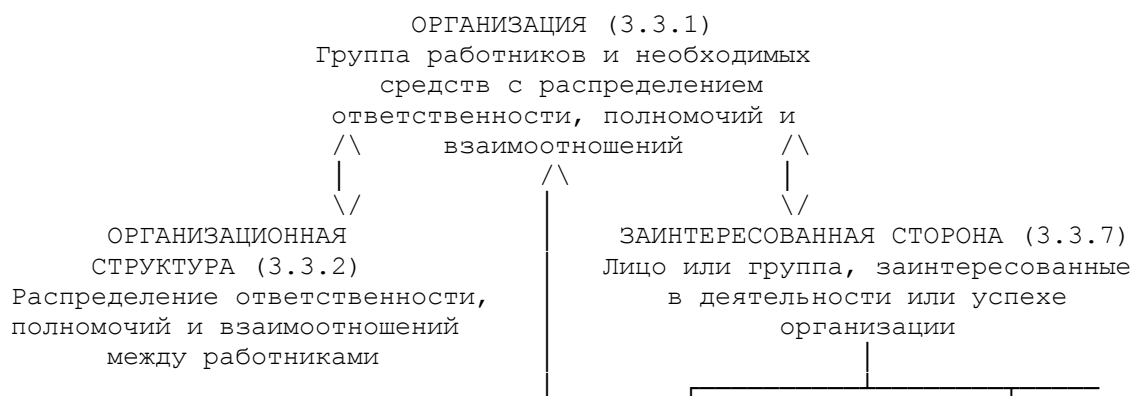 ОРГАНИЗАЦИЯ (3.3.1)
Группа работников и необходимых
средств с распределением
ответственности, полномочий и
взаимоотношений
ОРГАНИЗАЦИОННАЯ
СТРУКТУРА (3.3.2)
Распределение ответственности,
полномочий и взаимоотношений
между работниками
ЗАИНТЕРЕСОВАННАЯ СТОРОНА (3.3.7)
Лицо или группа, заинтересованные
в деятельности или успехе
организации